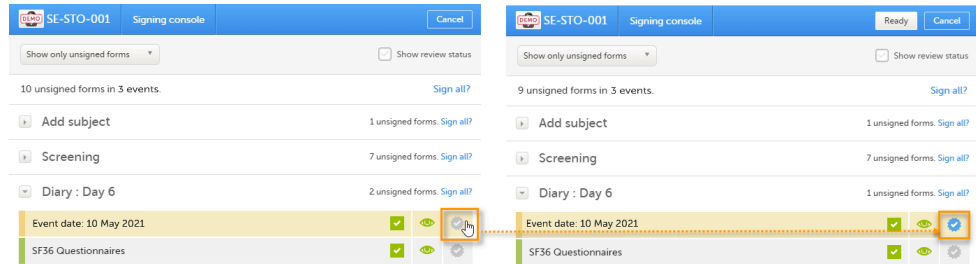 DEMO SE-STO-001 Signing console Cancel
Show only unsigned forms Show review status
10 unsigned forms in 3 events. Sign all?
Add subject 1 unsigned forms. Sign all?
Screening 7 unsigned forms. Sign all?
Diary : Day 6 2 unsigned forms. Sign all?
Event date: 10 May 2021
SF36 Questionnaires
DEMO SE-STO-001 Signing console Ready Cancel
Show only unsigned forms Show review status
9 unsigned forms in 3 events. Sign all?
Add subject 1 unsigned forms. Sign all?
Screening 7 unsigned forms. Sign all?
Diary : Day 6 1 unsigned forms. Sign all?
Event date: 10 May 2021
SF36 Questionnaires